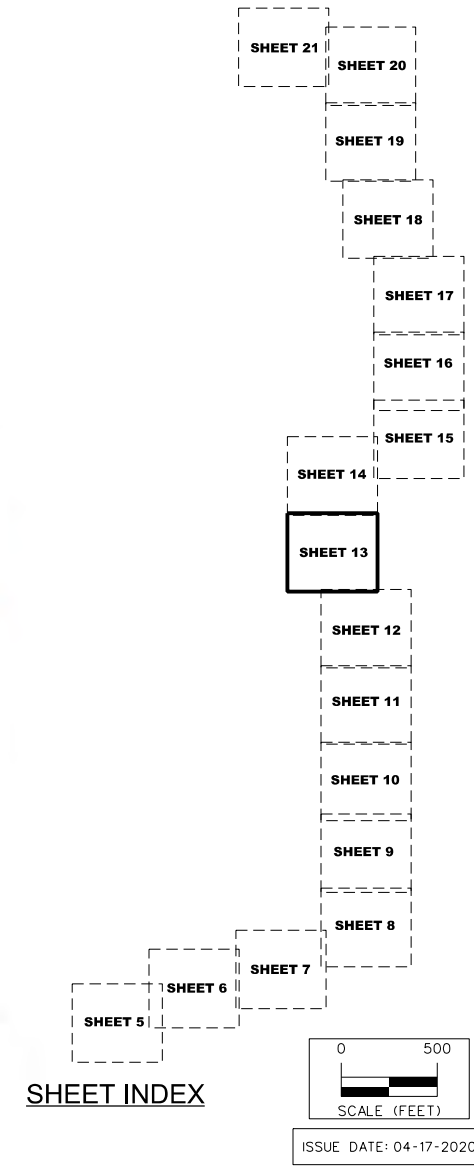 SHEET 21
SHEET 20
SHEET 19
SHEET 18
SHEET 17
SHEET 16
SHEET 15
SHEET 14
SHEET 13
SHEET 12
SHEET 11
SHEET 10
SHEET 9
SHEET 8
SHEET 7
SHEET 6
SHEET 5
SHEET INDEX
0 500
SCALE (FEET)
ISSUE DATE: 04-17-2020